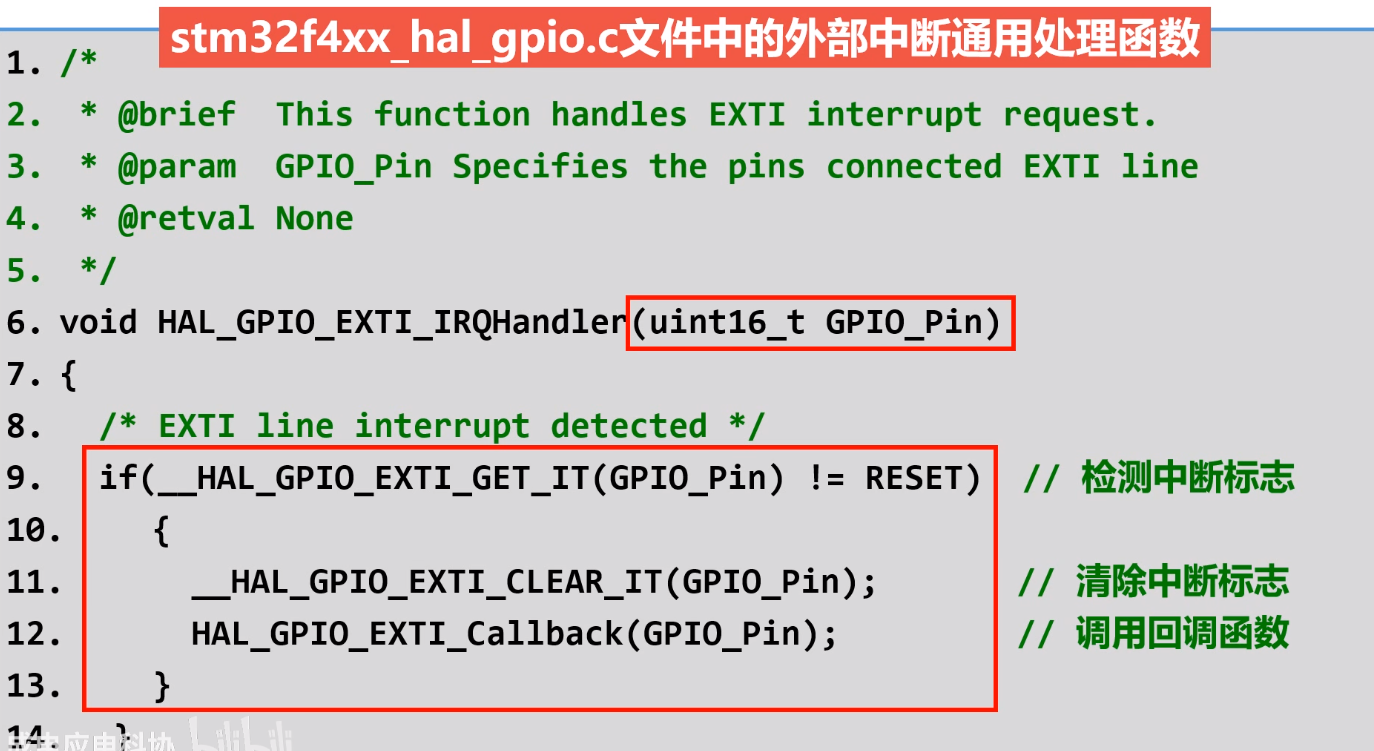 stm32f4xx_hal_gpio.c文件中的外部中断通用处理函数
1. /*
2.  * @brief  This function handles EXTI interrupt request.
3.  * @param  GPIO_Pin Specifies the pins connected EXTI line
4.  * @retval None
5.  */
6. void HAL_GPIO_EXTI_IRQHandler(uint16_t GPIO_Pin)
7. {
8.   /* EXTI line interrupt detected */
9.   if(__HAL_GPIO_EXTI_GET_IT(GPIO_Pin) != RESET)  // 检测中断标志
10.     {
11.       __HAL_GPIO_EXTI_CLEAR_IT(GPIO_Pin);  // 清除中断标志
12.       HAL_GPIO_EXTI_Callback(GPIO_Pin);  // 调用回调函数
13.     }
14.   }
应电科协 bilibili